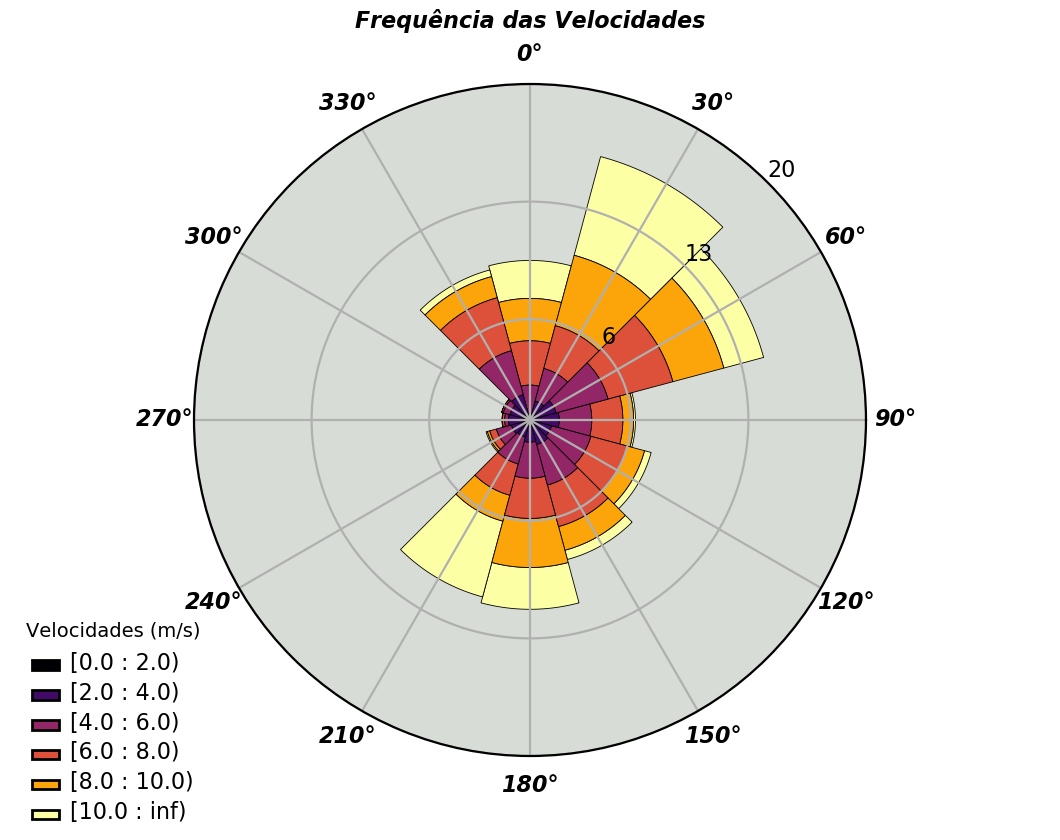 Frequência das Velocidades
0°
330°
30°
20
300°
60°
13
6
270°
90°
240°
120°
210°
150°
180°
Velocidades (m/s)
[0.0 : 2.0)
[2.0 : 4.0)
[4.0 : 6.0)
[6.0 : 8.0)
[8.0 : 10.0)
[10.0 : inf)